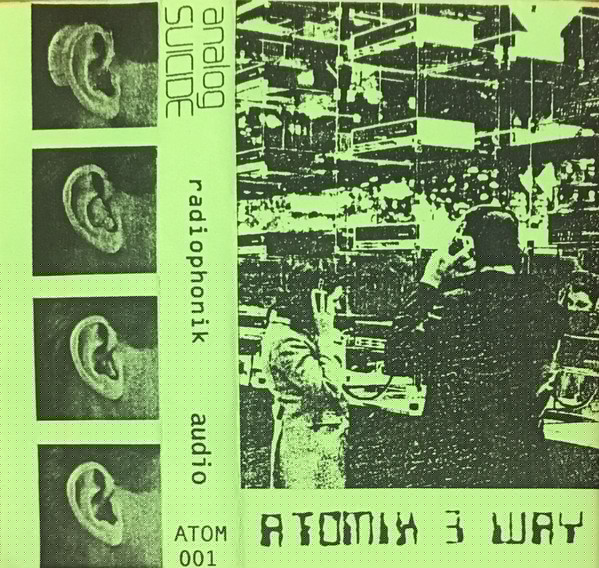 analog
SUICIDE
radiophonik audio
ATOM
001
ATOMIX 3 WAY